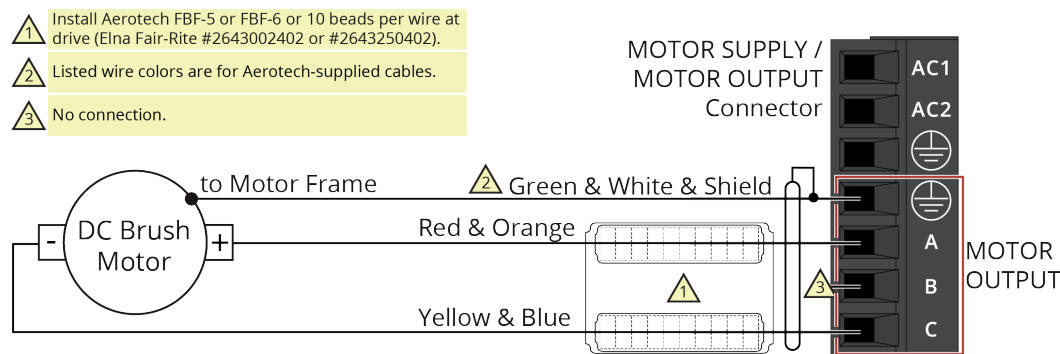 1 Install Aerotech FBF-5 or FBF-6 or 10 beads per wire at
drive (Elna Fair-Rite #2643002402 or #2643250402).
2 Listed wire colors are for Aerotech-supplied cables.
3 No connection.
MOTOR SUPPLY /
MOTOR OUTPUT
Connector
AC1
AC2
to Motor Frame
2 Green & White & Shield
Red & Orange
DC Brush
Motor
-
+
A
MOTOR
OUTPUT
1
3
B
Yellow & Blue
C